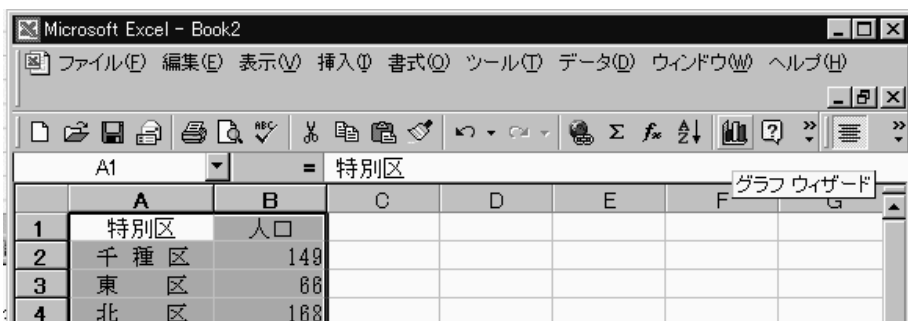 Microsoft Excel - Book2
ファイル(F) 編集(E) 表示(V) 挿入(I) 書式(O) ツール(T) データ(D) ウィンドウ(W) ヘルプ(H)
A1 = 特別区
グラフ ウィザード
A B C D E F G
1 特別区 人口
2 千種区 149
3 東区 66
4 北区 168